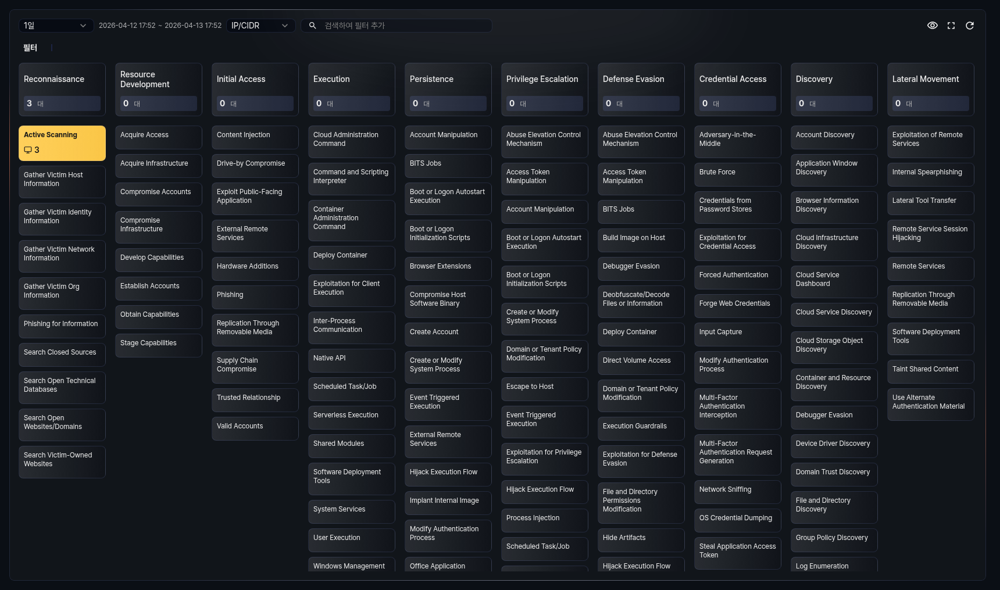 1일
2026-04-12 17:52 ~ 2026-04-13 17:52
IP/CIDR
검색하여 필터 추가
필터
Reconnaissance
3 대
Active Scanning
3
Gather Victim Host
Information
Gather Victim Identity
Information
Gather Victim Network
Information
Gather Victim Org
Information
Phishing for Information
Search Closed Sources
Search Open Technical
Databases
Search Open
Websites/Domains
Search Victim-Owned
Websites
Resource
Development
0 대
Acquire Access
Acquire Infrastructure
Compromise Accounts
Compromise
Infrastructure
Develop Capabilities
Establish Accounts
Obtain Capabilities
Stage Capabilities
Initial Access
0 대
Content Injection
Drive-by Compromise
Exploit Public-Facing
Application
External Remote
Services
Hardware Additions
Phishing
Replication Through
Removable Media
Supply Chain
Compromise
Trusted Relationship
Valid Accounts
Execution
0 대
Cloud Administration
Command
Command and Scripting
Interpreter
Container
Administration
Command
Deploy Container
Exploitation for Client
Execution
Inter-Process
Communication
Native API
Scheduled Task/Job
Serverless Execution
Shared Modules
Software Deployment
Tools
System Services
User Execution
Windows Management
Persistence
0 대
Account Manipulation
BITS Jobs
Boot or Logon Autostart
Execution
Boot or Logon
Initialization Scripts
Browser Extensions
Compromise Host
Software Binary
Create Account
Create or Modify
System Process
Event Triggered
Execution
External Remote
Services
Hijack Execution Flow
Implant Internal Image
Modify Authentication
Process
Office Application
Privilege Escalation
0 대
Abuse Elevation Control
Mechanism
Access Token
Manipulation
Account Manipulation
Boot or Logon Autostart
Execution
Boot or Logon
Initialization Scripts
Create or Modify
System Process
Domain or Tenant Policy
Modification
Escape to Host
Event Triggered
Execution
Exploitation for Privilege
Escalation
Hijack Execution Flow
Process Injection
Scheduled Task/Job
Defense Evasion
0 대
Abuse Elevation Control
Mechanism
Access Token
Manipulation
BITS Jobs
Build Image on Host
Debugger Evasion
Deobfuscate/Decode
Files or Information
Deploy Container
Direct Volume Access
Domain or Tenant Policy
Modification
Execution Guardrails
Exploitation for Defense
Evasion
File and Directory
Permissions
Modification
Hide Artifacts
Hijack Execution Flow
Credential Access
0 대
Adversary-in-the-
Middle
Brute Force
Credentials from
Password Stores
Exploitation for
Credential Access
Forced Authentication
Forge Web Credentials
Input Capture
Modify Authentication
Process
Multi-Factor
Authentication
Interception
Multi-Factor
Authentication Request
Generation
Network Sniffing
OS Credential Dumping
Steal Application Access
Token
Discovery
0 대
Account Discovery
Application Window
Discovery
Browser Information
Discovery
Cloud Infrastructure
Discovery
Cloud Service
Dashboard
Cloud Service Discovery
Cloud Storage Object
Discovery
Container and Resource
Discovery
Debugger Evasion
Device Driver Discovery
Domain Trust Discovery
File and Directory
Discovery
Group Policy Discovery
Log Enumeration
Lateral Movement
0 대
Exploitation of Remote
Services
Internal Spearphishing
Lateral Tool Transfer
Remote Service Session
Hijacking
Remote Services
Replication Through
Removable Media
Software Deployment
Tools
Taint Shared Content
Use Alternate
Authentication Material